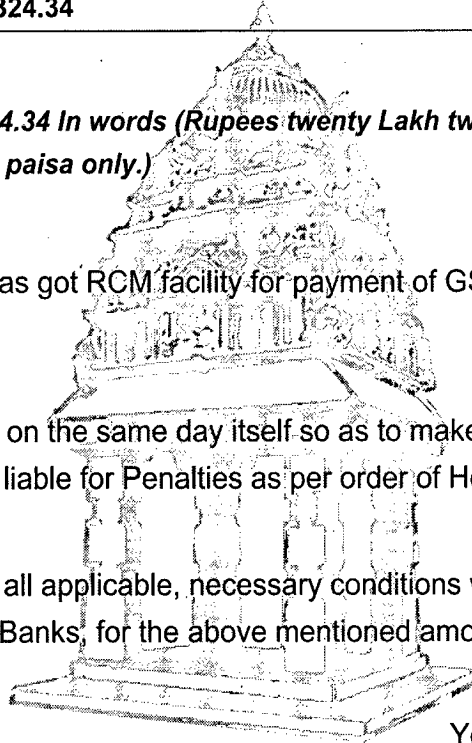 324.34
4.34 In words (Rupees twenty Lakh tw
paisa only.)
as got RCM facility for payment of GS
on the same day itself so as to make
liable for Penalties as per order of H
all applicable, necessary conditions
Banks, for the above mentioned amo
Y